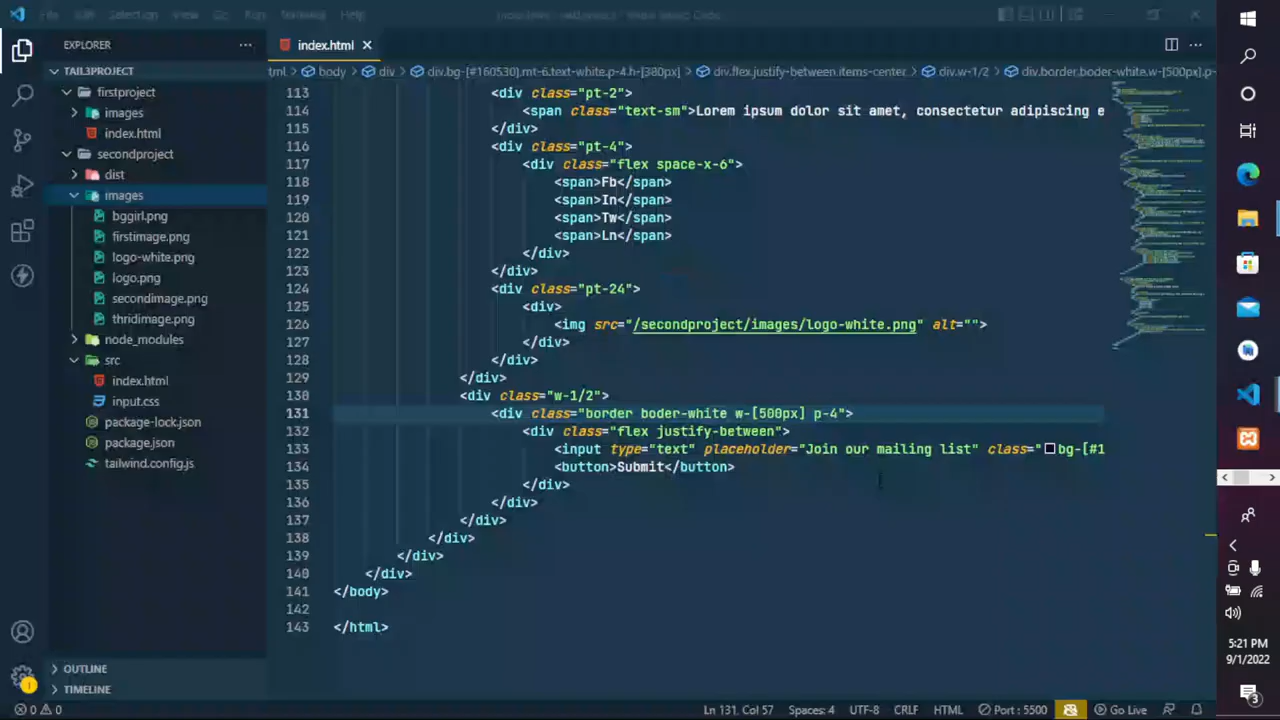 File Edit Selection View Go Run Terminal Help
EXPLORER
index.html
TAIL3PROJECT
firstproject
images
index.html
secondproject
dist
images
bggirl.png
firstimage.png
logo-white.png
logo.png
secondimage.png
thridimage.png
node_modules
src
index.html
input.css
package-lock.json
package.json
tailwind.config.js
OUTLINE
TIMELINE
tml > body > div > div.bg-[#160530].mt-6.text-white.p-4.h-[380px] > div.flex.justify-between.items-center. > div.w-1/2 > div.border.boder-white.w-[500px].p-
113 <div class="pt-2">
114 <span class="text-sm">Lorem ipsum dolor sit amet, consectetur adipiscing e
115 </div>
116 <div class="pt-4">
117 <div class="flex space-x-6">
118 <span>Fb</span>
119 <span>In</span>
120 <span>Tw</span>
121 <span>Ln</span>
122 </div>
123 </div>
124 <div class="pt-24">
125 <div>
126 <img src="/secondproject/images/logo-white.png" alt="">
127 </div>
128 </div>
129 </div>
130 <div class="w-1/2">
131 <div class="border boder-white w-[500px] p-4">
132 <div class="flex justify-between">
133 <input type="text" placeholder="Join our mailing list" class="bg-[#1
134 <button>Submit</button>
135 </div>
136 </div>
137 </div>
138 </div>
139 </div>
140 </div>
141 </body>
142
143 </html>
0 0
Ln 131, Col 57 Spaces: 4 UTF-8 CRLF HTML Port : 5500 Go Live
5:21 PM
9/1/2022
3